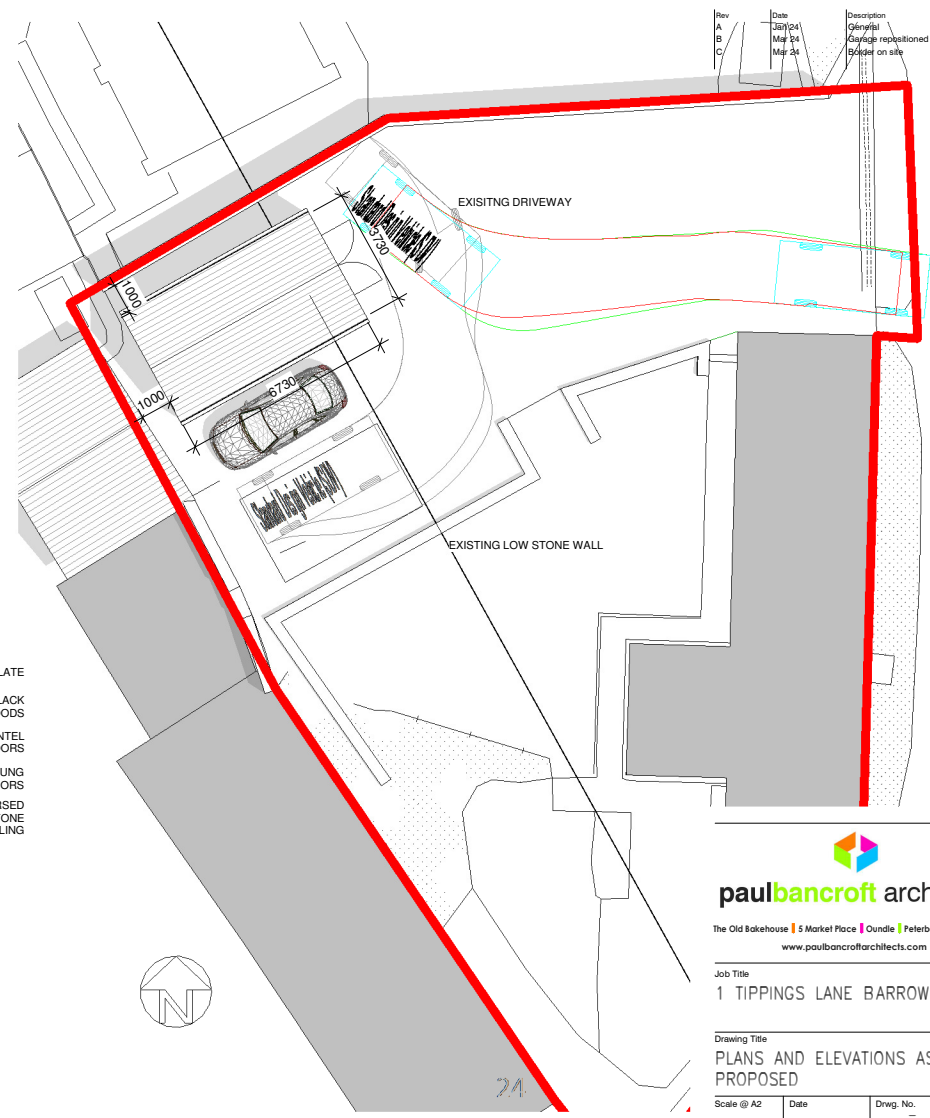 Rev Date Description
A Jan 24 General
B Mar 24 Garage repositioned
C Mar 24 Border on site
EXISITNG DRIVEWAY
3730
1000
1000
6730
EXISTING LOW STONE WALL
LATE
LACK
ODS
NTEL
ORS
UNG
ORS
RSED
TONE
LING
N
21
paulbancroft arch
The Old Bakehouse 5 Market Place Oundle Peterb
www.paulbancroftarchitects.com
Job Title
1 TIPPINGS LANE BARROW
Drawing Title
PLANS AND ELEVATIONS AS
PROPOSED
Scale @ A2 Date Drwg. No.